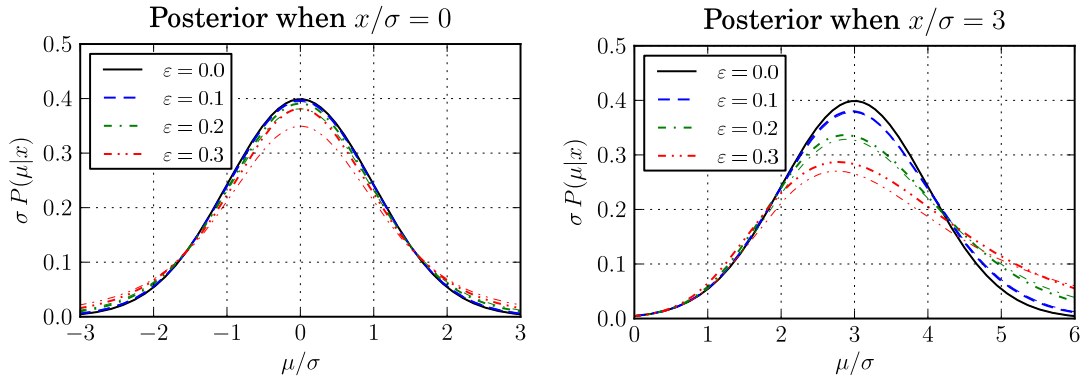 Posterior when x/σ = 0
σ P(μ|x)
0.5
0.4
0.3
0.2
0.1
0.0
ε = 0.0
ε = 0.1
ε = 0.2
ε = 0.3
−3 −2 −1 0 1 2 3
μ/σ
Posterior when x/σ = 3
σ P(μ|x)
0.5
0.4
0.3
0.2
0.1
0.0
ε = 0.0
ε = 0.1
ε = 0.2
ε = 0.3
0 1 2 3 4 5 6
μ/σ